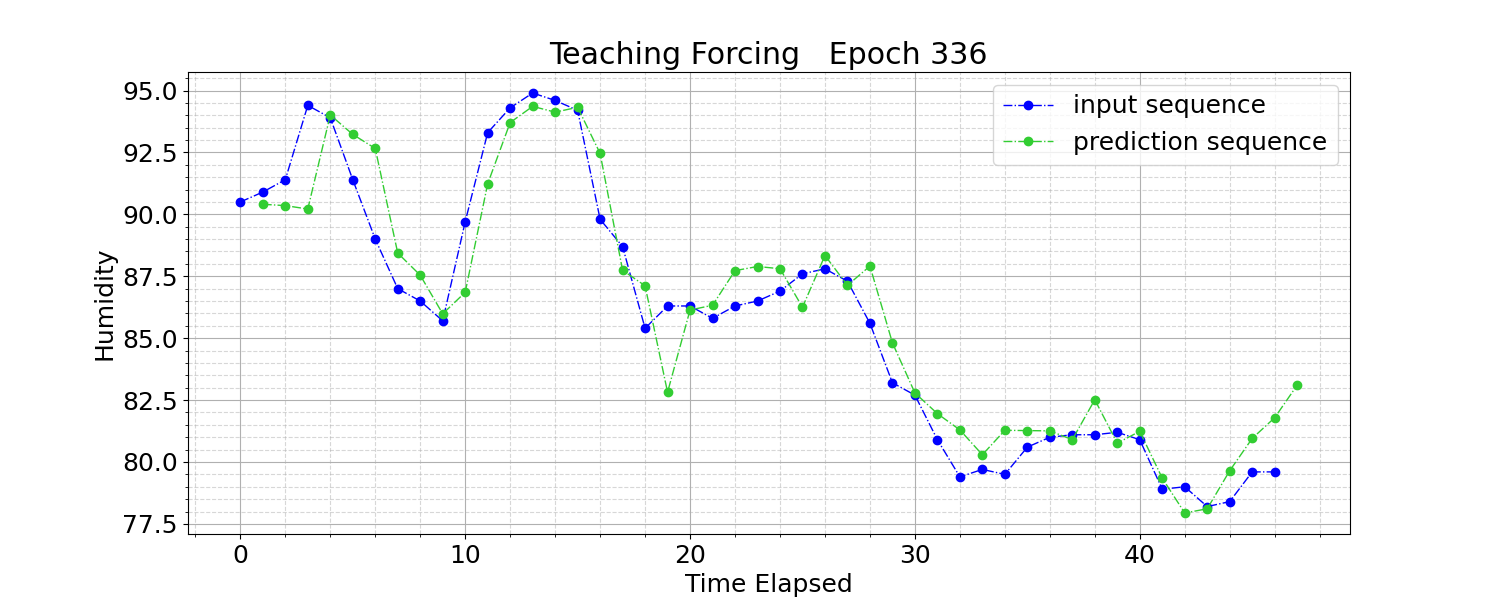 Teaching Forcing   Epoch 336
95.0
92.5
90.0
87.5
85.0
82.5
80.0
77.5
Humidity
input sequence
prediction sequence
0 10 20 30 40
Time Elapsed